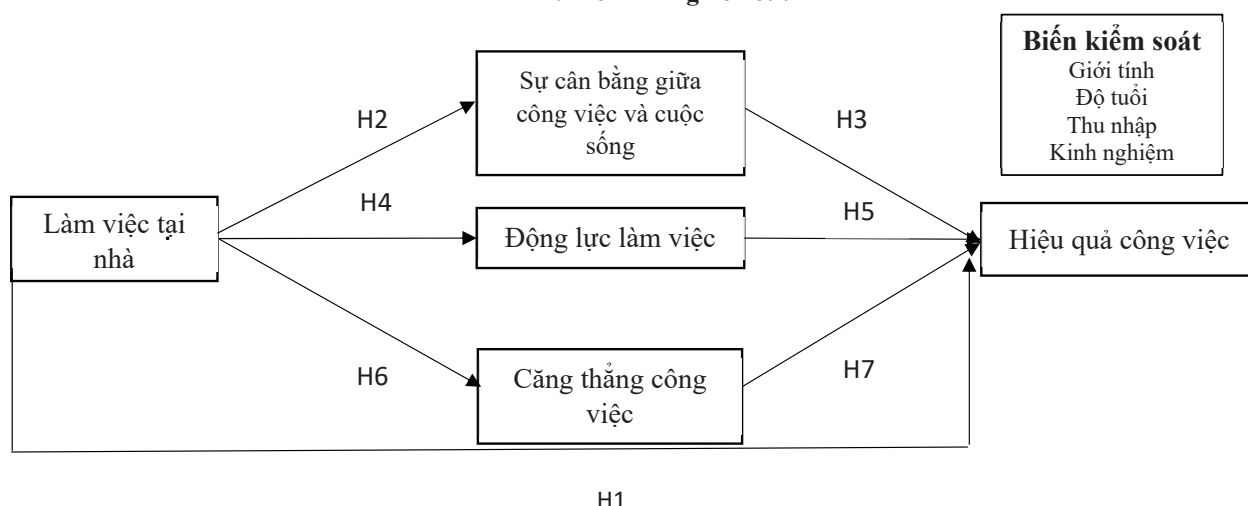 Biến kiểm soát
Giới tính
Độ tuổi
Thu nhập
Kinh nghiệm
Sự cân bằng giữa
công việc và cuộc
sống
H2
H3
Làm việc tại
nhà
H4
Động lực làm việc
H5
Hiệu quả công việc
H6
Căng thẳng công
việc
H7
H1